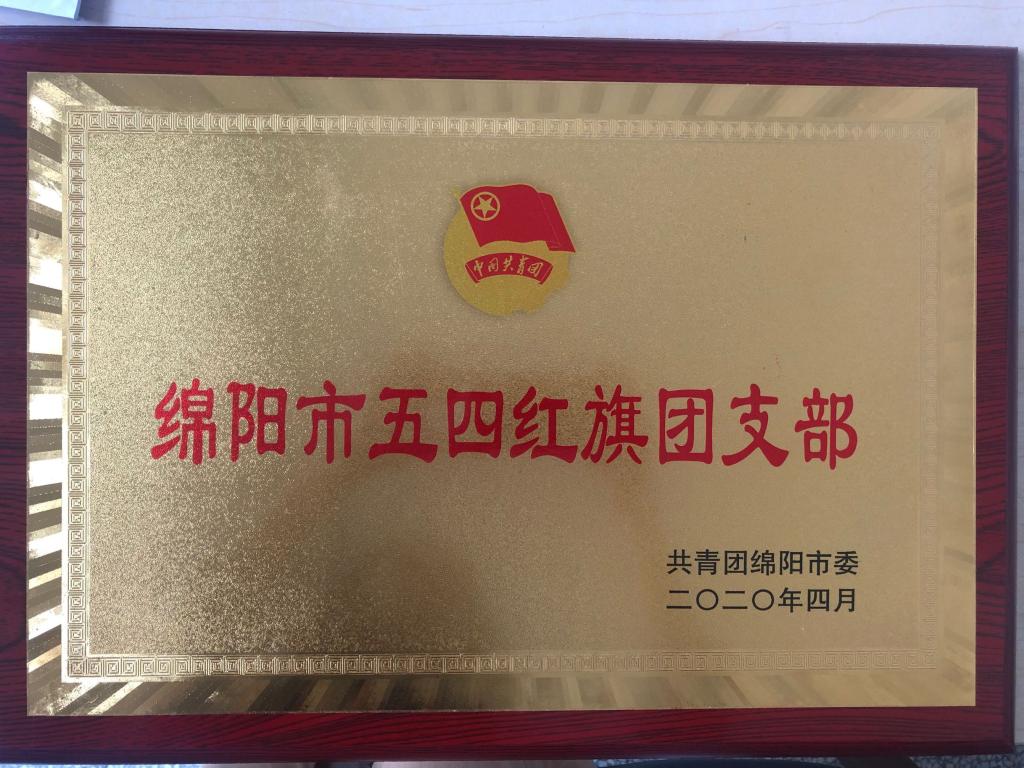 中国共青团
绵阳市五四红旗团支部
共青团绵阳市委
二〇二〇年四月